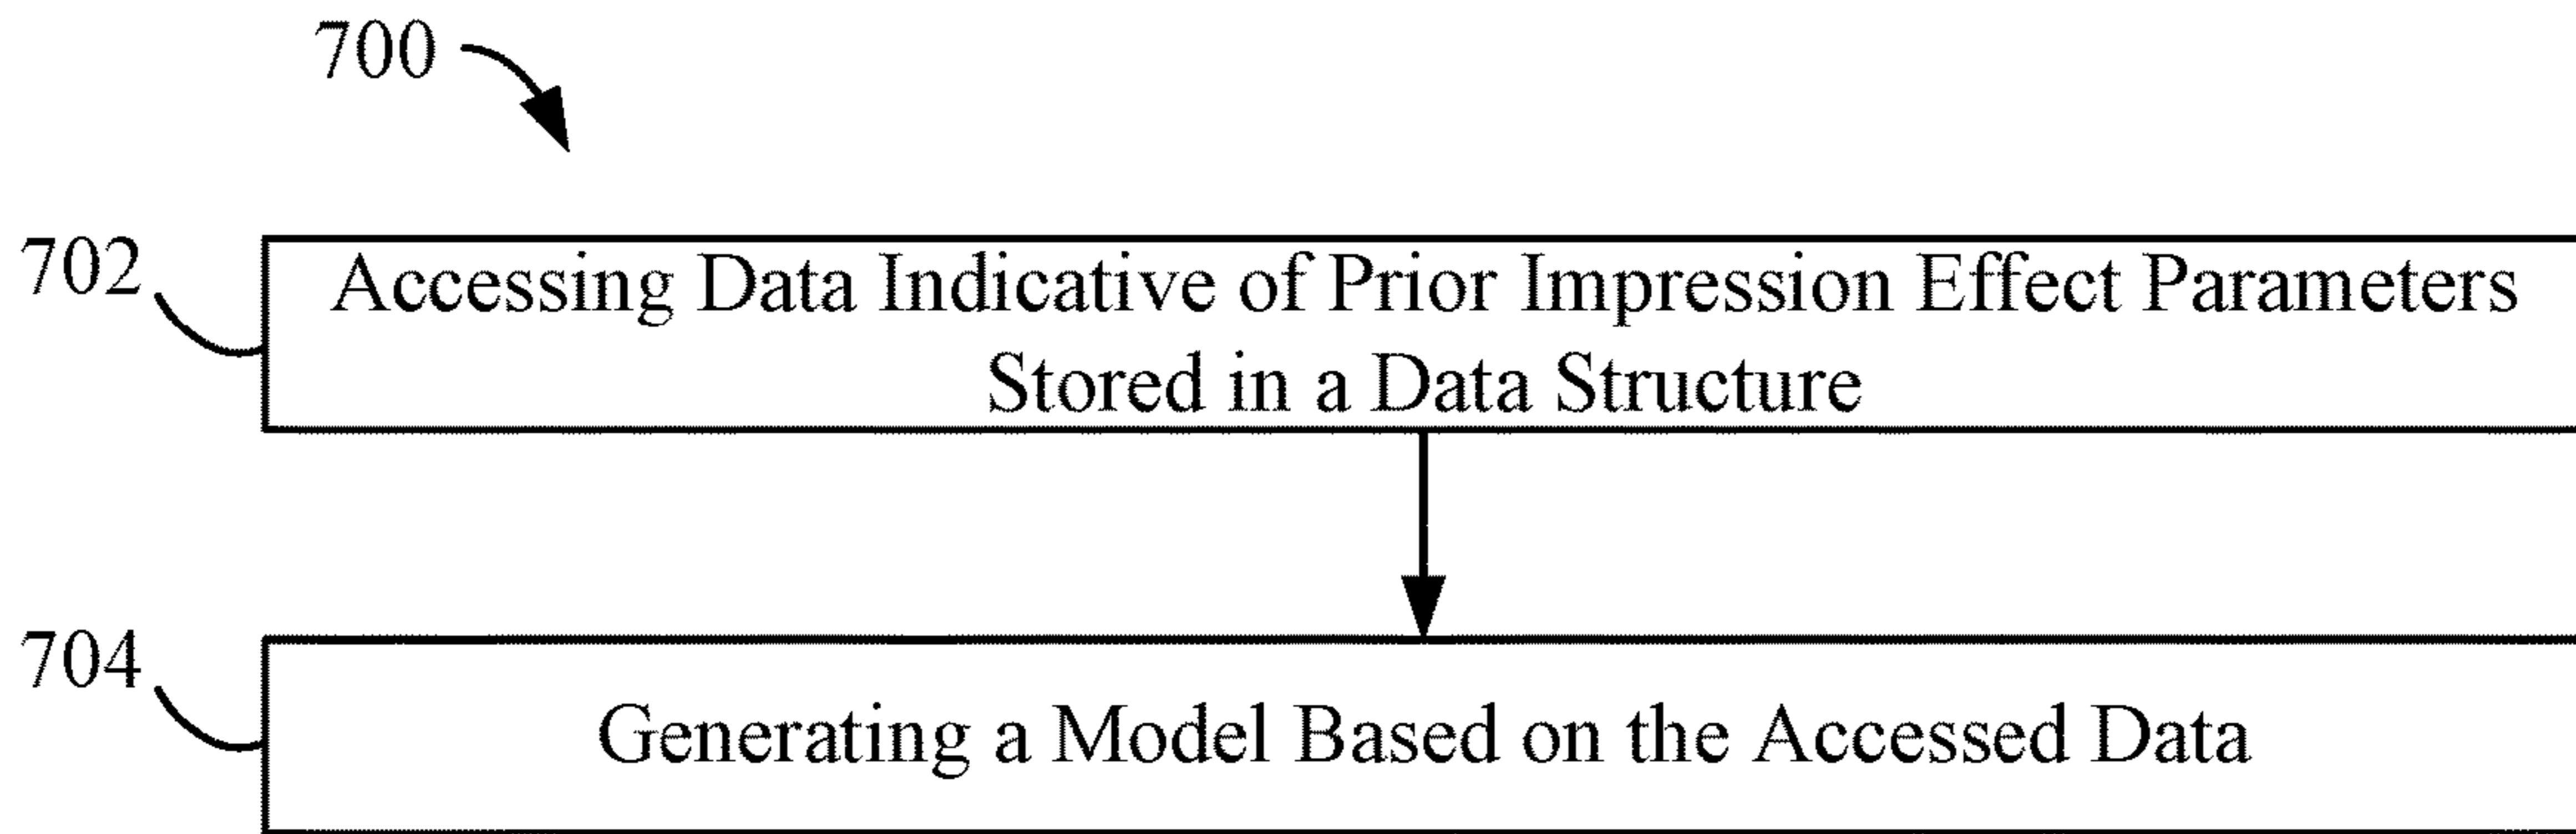 700
702
Accessing Data Indicative of Prior Impression Effect Parameters
Stored in a Data Structure
704
Generating a Model Based on the Accessed Data